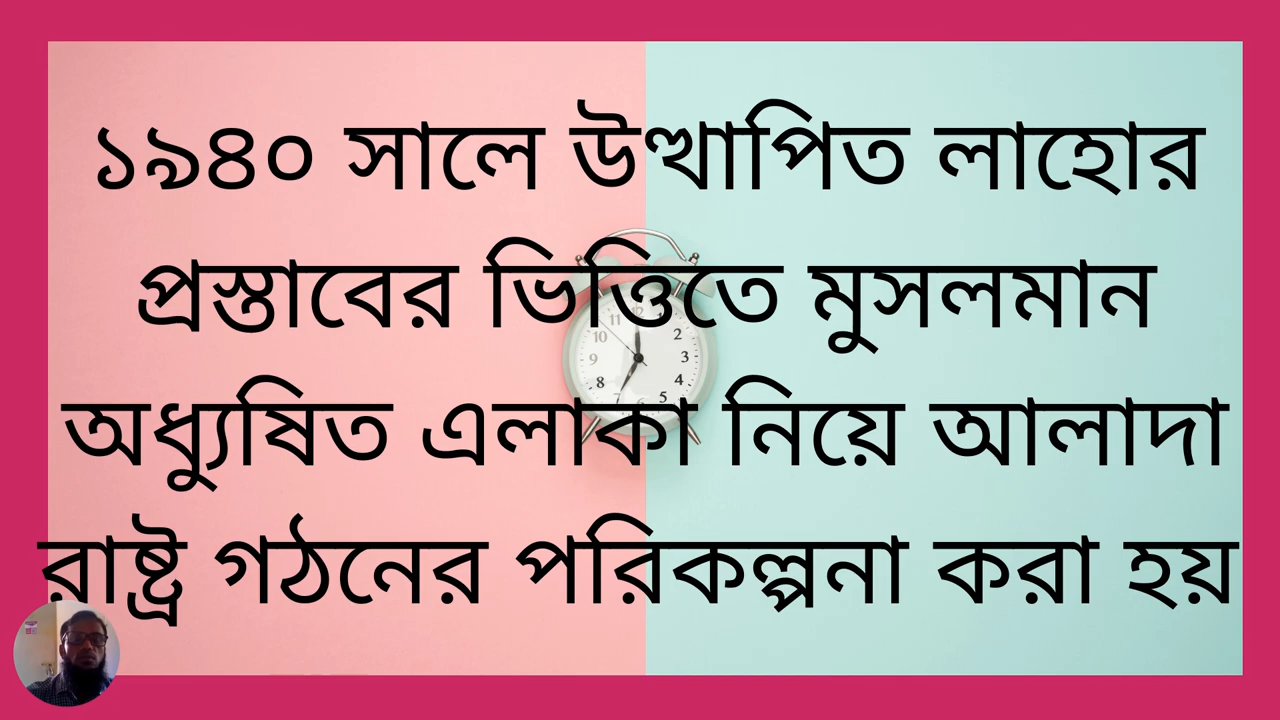 ১৯৪০ সালে উত্থাপিত লাহোর
প্রস্তাবের ভিত্তিতে মুসলমান
অধ্যুষিত এলাকা নিয়ে আলাদা
রাষ্ট্র গঠনের পরিকল্পনা করা হয়